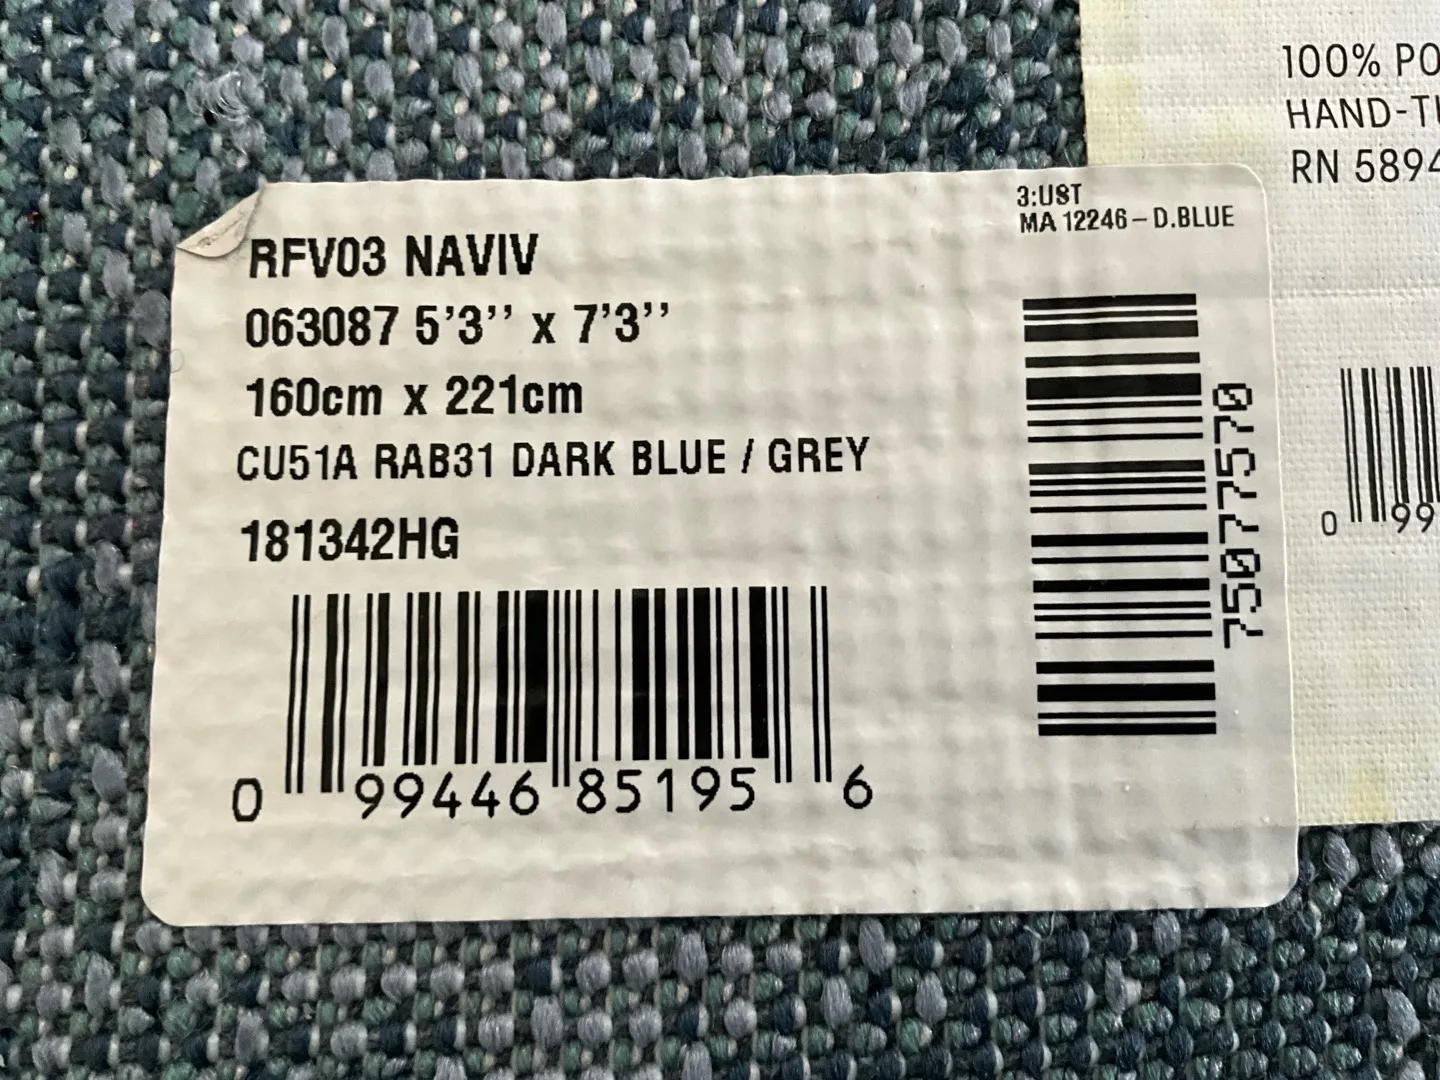 RFV03 NAVIV
063087 5'3'' x 7'3''
160cm x 221cm
CU51A RAB31 DARK BLUE / GREY
181342HG
0 99446 85195 6
3:UST
MA 12246 – D.BLUE
75077570
100% PO
HAND-TU
RN 5894
0 99